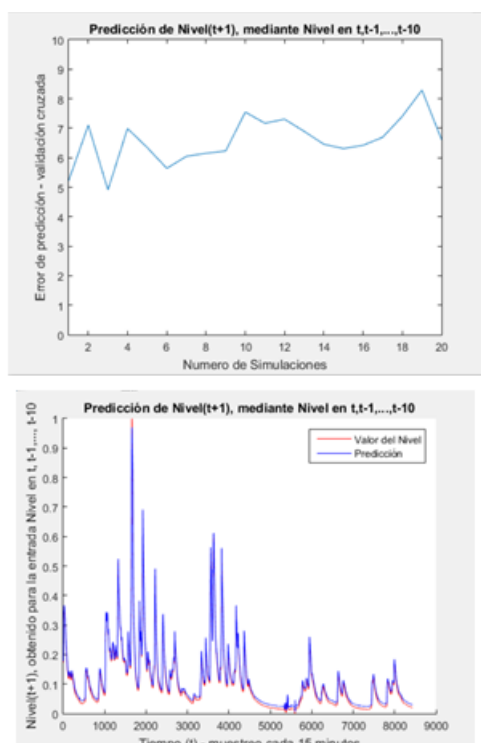 Predicción de Nivel(t+1), mediante Nivel en t,t-1,...,t-10
Error de predicción - validación cruzada
10
9
8
7
6
5
4
3
2
1
0
2 4 6 8 10 12 14 16 18 20
Numero de Simulaciones
Predicción de Nivel(t+1), mediante Nivel en t,t-1,...,t-10
Nivel(t+1), obtenido para la entrada Nivel en t, t-1,..., t-10
Valor del Nivel
Predicción
1
0.9
0.8
0.7
0.6
0.5
0.4
0.3
0.2
0.1
0
0 1000 2000 3000 4000 5000 6000 7000 8000 9000
Tiempo (t) - muestreo cada 15 minutos